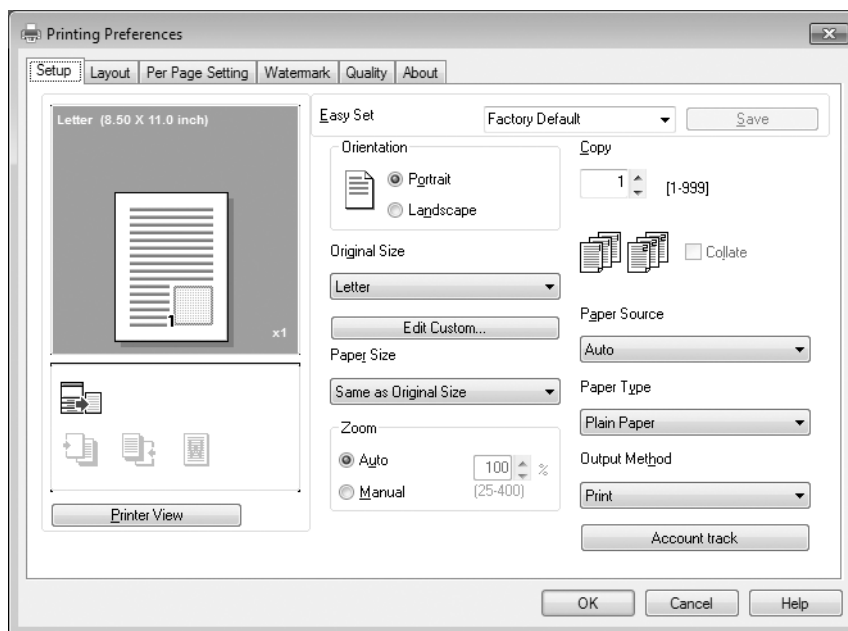 Printing Preferences
Setup Layout Per Page Setting Watermark Quality About
Letter (8.50 X 11.0 inch)
1
x1
Printer View
Easy Set Factory Default Save
Orientation
Portrait
Landscape
Original Size
Letter
Edit Custom...
Paper Size
Same as Original Size
Zoom
Auto
Manual
100 %
(25-400)
Copy
1 [1-999]
Collate
Paper Source
Auto
Paper Type
Plain Paper
Output Method
Print
Account track
OK Cancel Help